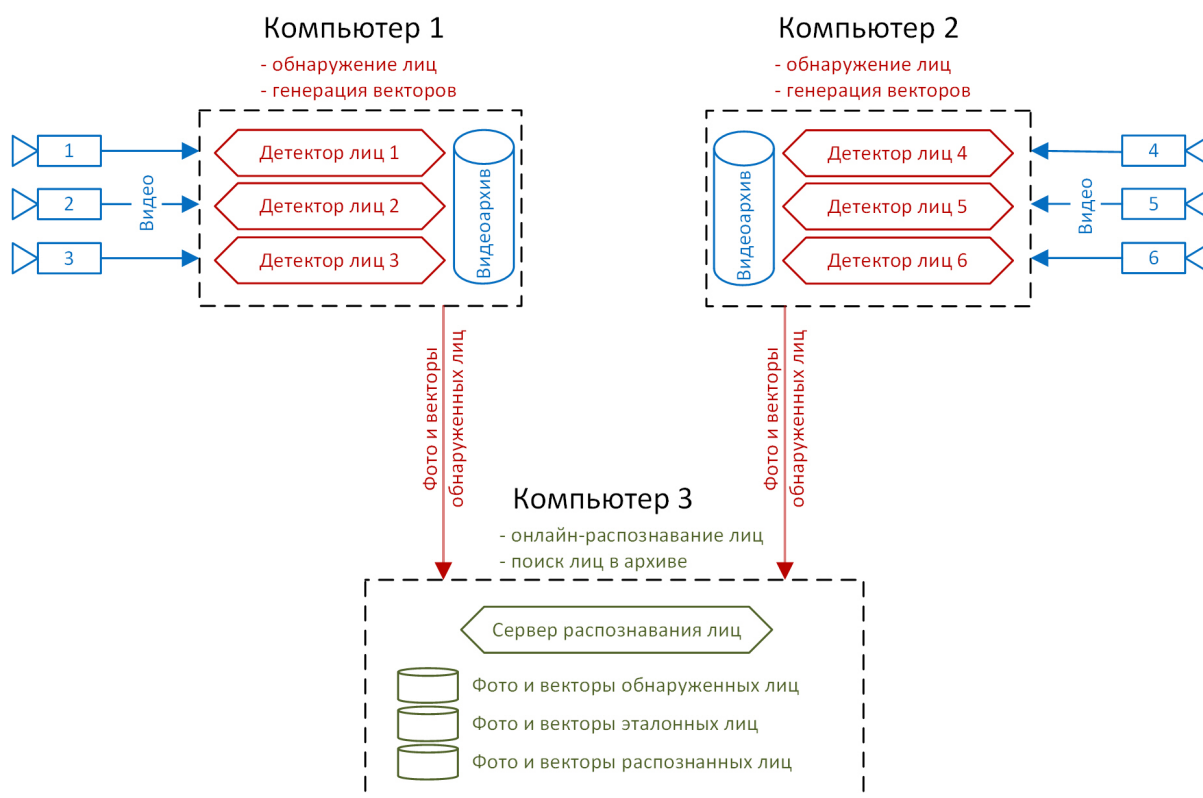 Компьютер 1
- обнаружение лиц
- генерация векторов
1
2
3
Видео
Детектор лиц 1
Детектор лиц 2
Детектор лиц 3
Видеоархив
Компьютер 2
- обнаружение лиц
- генерация векторов
Видеоархив
Детектор лиц 4
Детектор лиц 5
Детектор лиц 6
Видео
4
5
6
Фото и векторы
обнаруженных лиц
Фото и векторы
обнаруженных лиц
Компьютер 3
- онлайн-распознавание лиц
- поиск лиц в архиве
Сервер распознавания лиц
Фото и векторы обнаруженных лиц
Фото и векторы эталонных лиц
Фото и векторы распознанных лиц